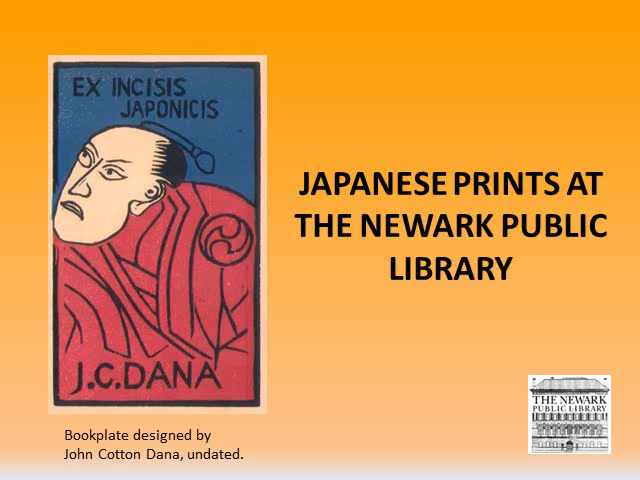 EX INCISIS
JAPONICIS
J.C.DANA
Bookplate designed by
John Cotton Dana, undated.
JAPANESE PRINTS AT
THE NEWARK PUBLIC
LIBRARY
THE NEWARK
PUBLIC LIBRARY